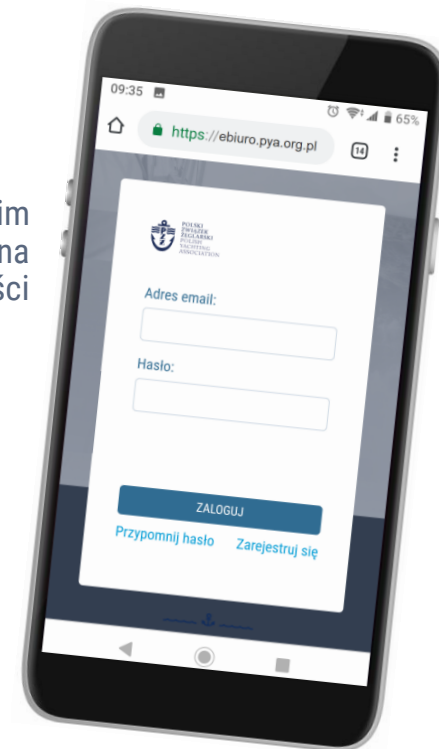 im
na
ści
09:35
65%
https://ebiuro.pya.org.pl
14
POLSKI
ZWIĄZEK
ŻEGLARSKI
POLISH
YACHTING
ASSOCIATION
PZŻ
Adres email:
Hasło:
ZALOGUJ
Przypomnij hasło
Zarejestruj się